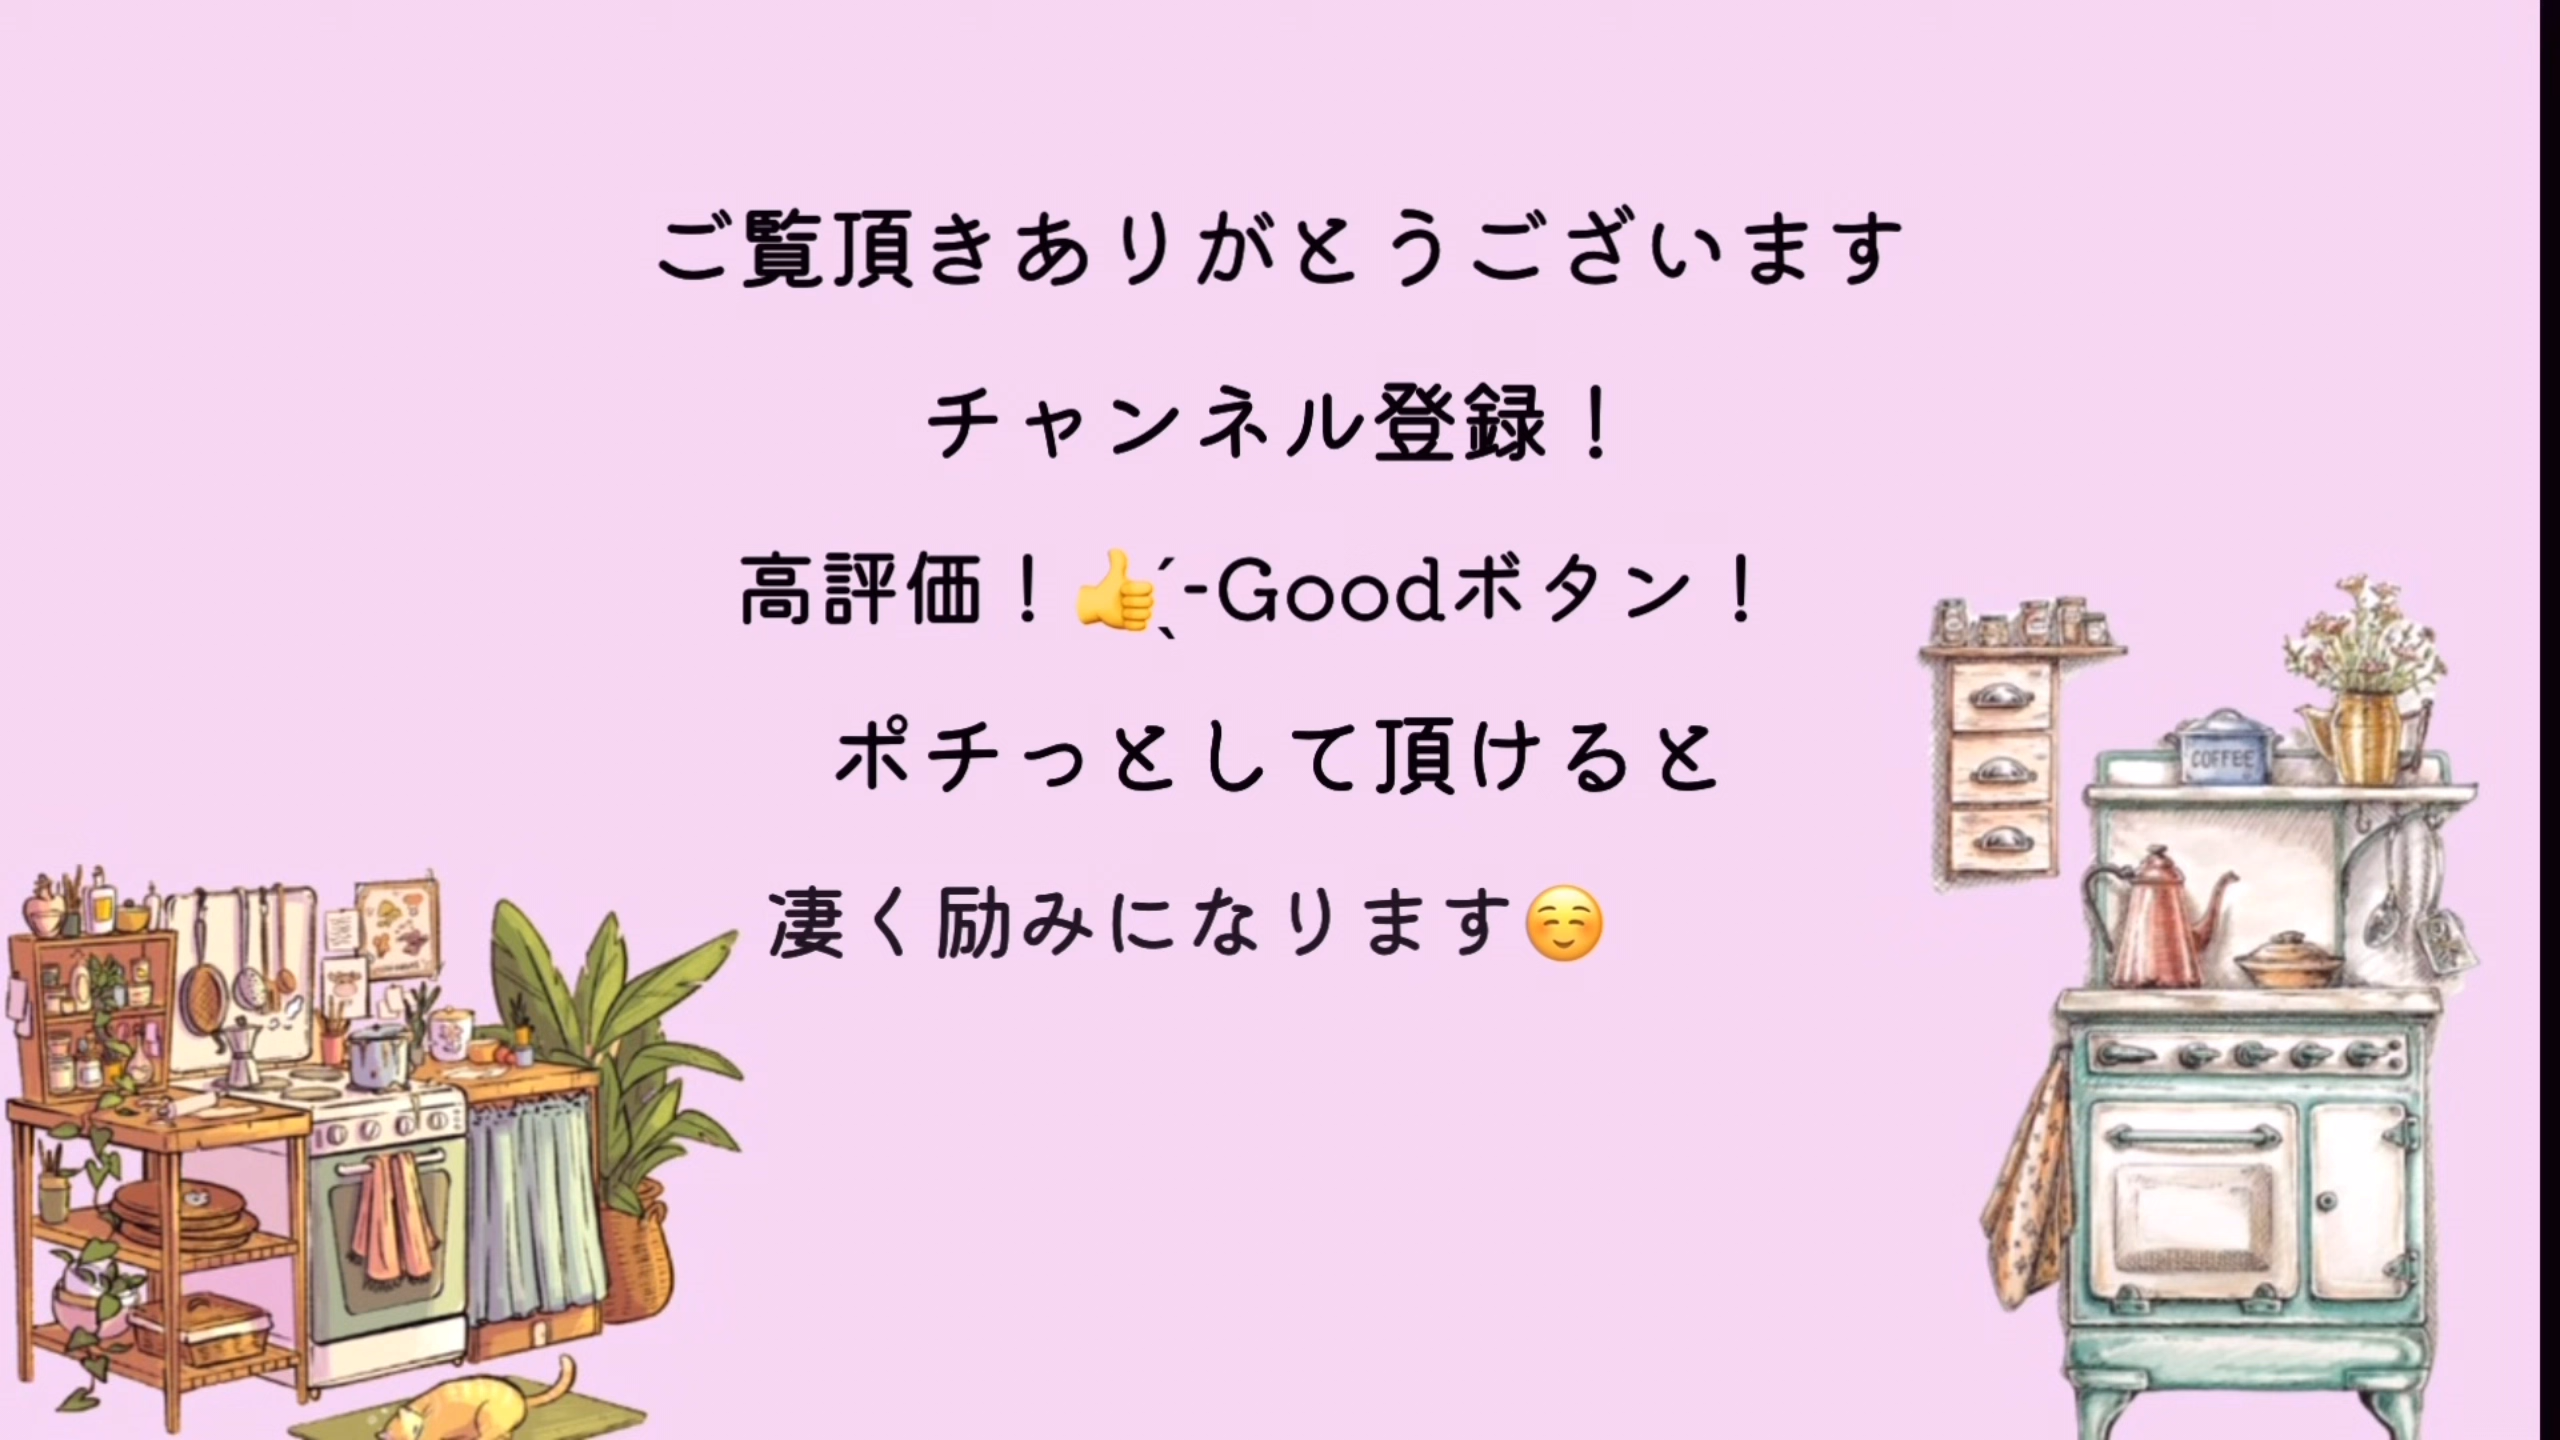 ご覧頂きありがとうございます
チャンネル登録！
高評価！👍´-Goodボタン！
ポチっとして頂けると
凄く励みになります☺️
COFFEE